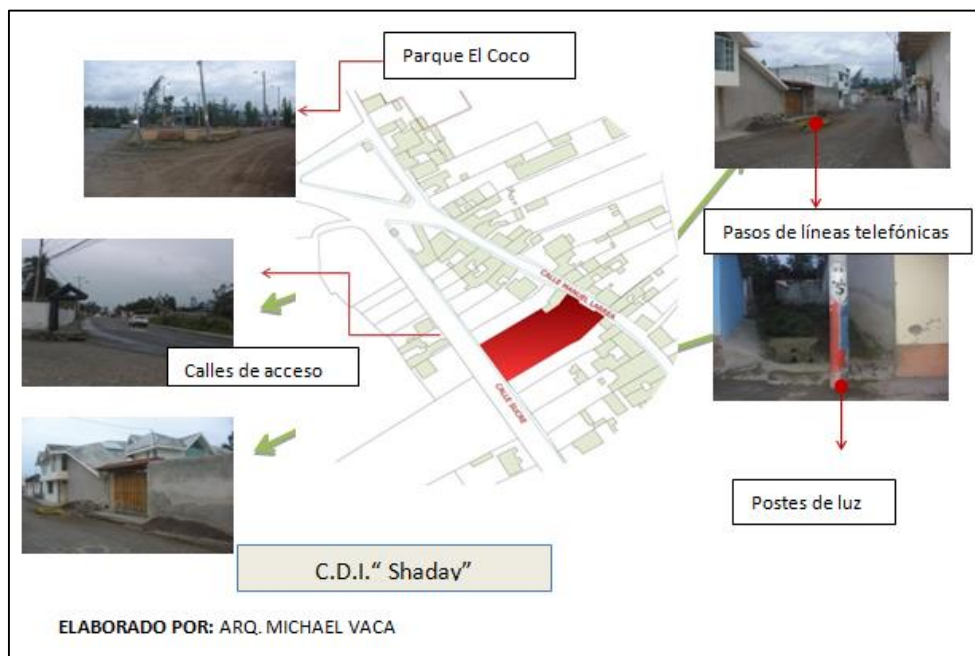 Parque El Coco
Pasos de líneas telefónicas
CALLE MANUEL LARREA
Calles de acceso
CALLE SUCRE
Postes de luz
C.D.I.“ Shaday”
ELABORADO POR: ARQ. MICHAEL VACA